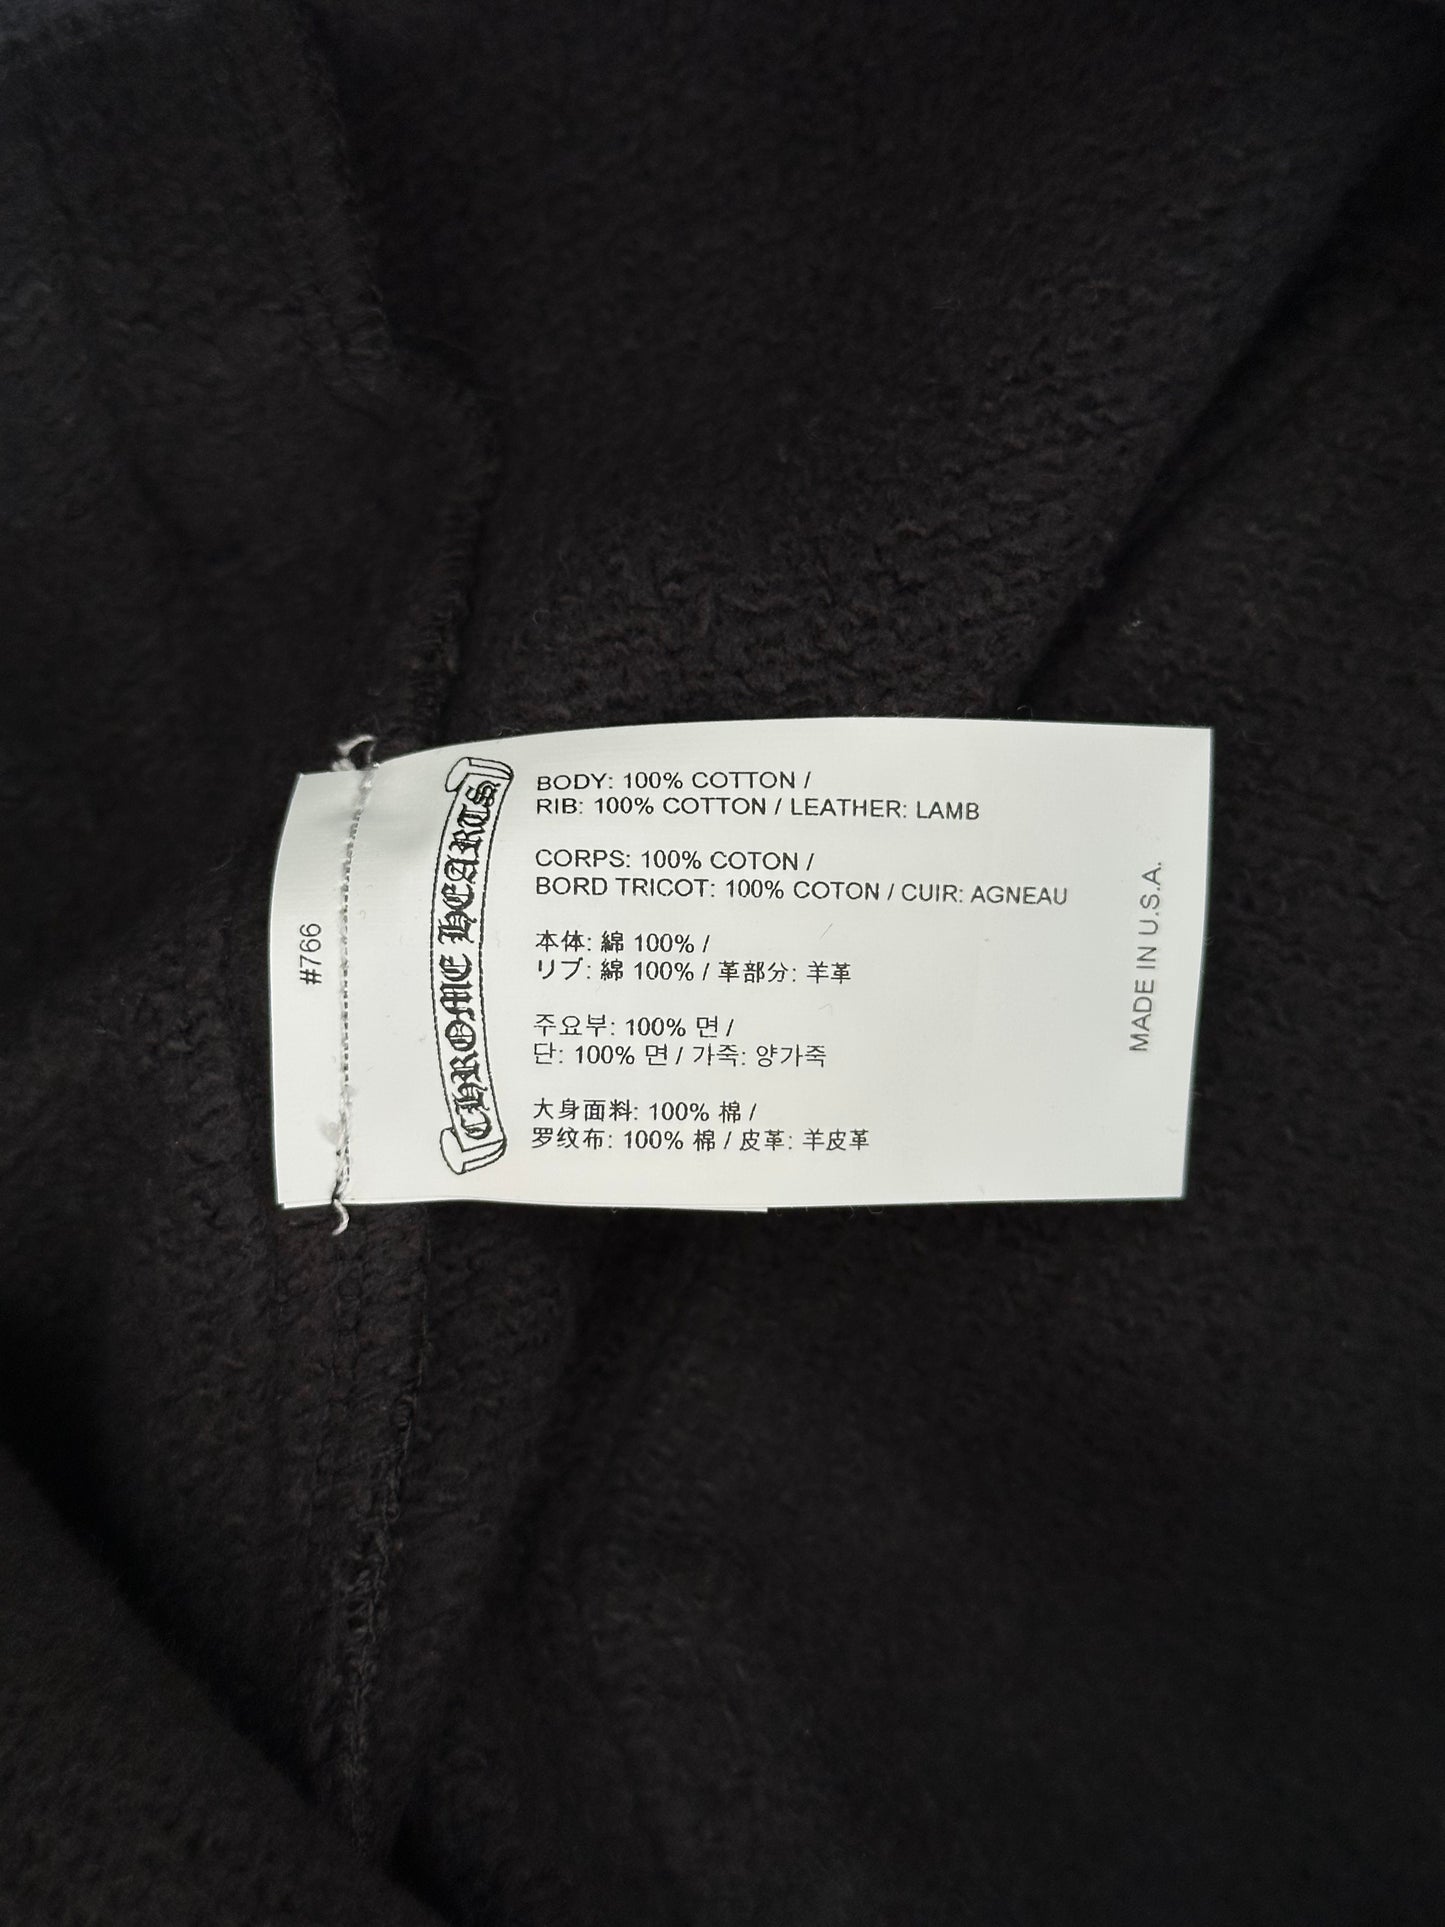 #766
CHROME HEARTS
BODY: 100% COTTON /
RIB: 100% COTTON / LEATHER: LAMB
CORPS: 100% COTON /
BORD TRICOT: 100% COTON / CUIR: AGNEAU
本体: 綿 100% /
リブ: 綿 100% / 革部分: 羊革
주요부: 100% 면 /
단: 100% 면 / 가죽: 양가죽
大身面料: 100% 棉 /
罗纹布: 100% 棉 / 皮革: 羊皮革
MADE IN U.S.A.